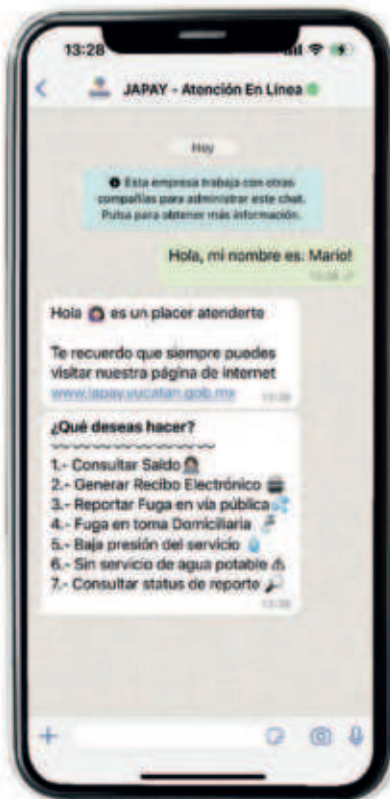 13:28
JAPAY - Atención En Línea
Hoy
Esta empresa trabaja con otras
compañías para administrar este chat.
Pulsa para obtener más información.
Hola, mi nombre es: Mario!
Hola es un placer atenderte
Te recuerdo que siempre puedes
visitar nuestra página de internet
www.japay.yucatan.gob.mx
¿Qué deseas hacer?
1.- Consultar Saldo
2.- Generar Recibo Electrónico
3.- Reportar Fuga en vía pública
4.- Fuga en toma Domiciliaria
5.- Baja presión del servicio
6.- Sin servicio de agua potable
7.- Consultar status de reporte